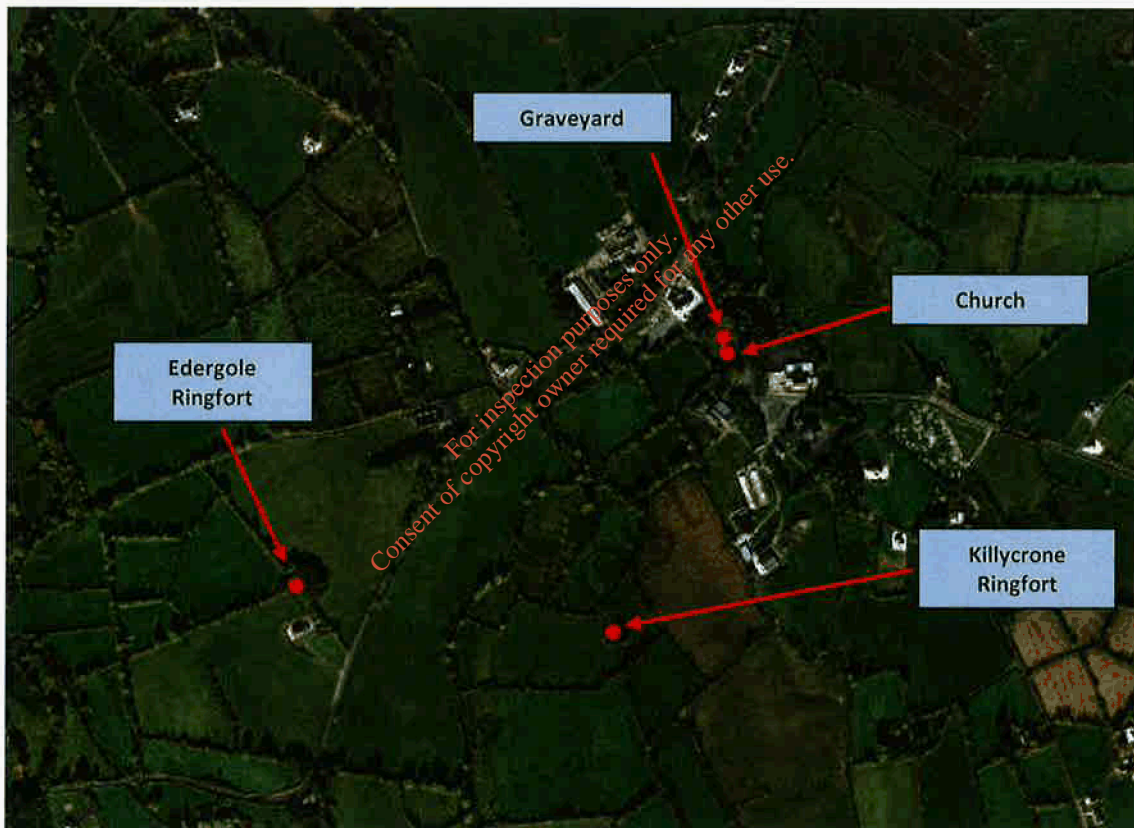 Graveyard
Church
Edergole
Ringfort
For inspection purposes only.
Consent of copyright owner required for any other use.
Killycrone
Ringfort